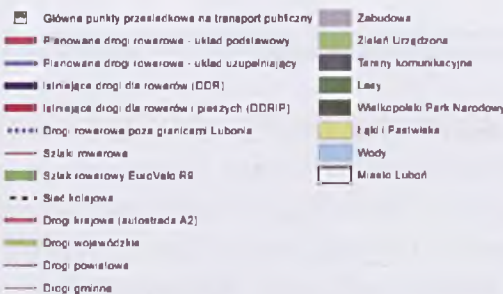 Główne punkty przesiadkowe na transport publiczny
Planowane drogi rowerowe - układ podstawowy
Planowane drogi rowerowe - układ uzupełniający
Istniejące drogi dla rowerów (DDR)
Istniejące drogi dla rowerów i pieszych (DDRIP)
Drogi rowerowe poza granicami Lubonia
Szlaki rowerowe
Szlak rowerowy EuroVelo R9
Sieć kolejowa
Drogi krajowe (autostrada A2)
Drogi wojewódzkie
Drogi powiatowe
Drogi gminne
Zabudowa
Zieleń Urządzona
Tereny komunikacyjne
Lasy
Wielkopolski Park Narodowy
Łąki i Pastwiska
Wody
Miasto Luboń